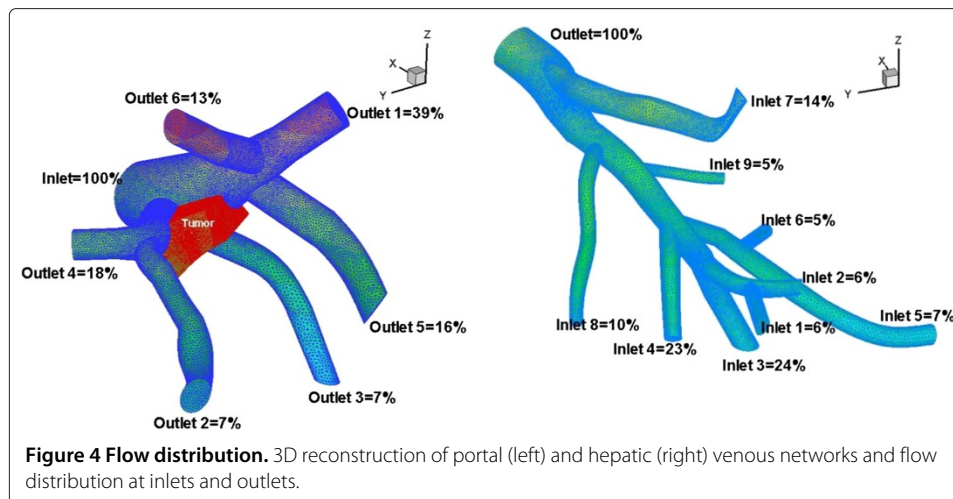 Outlet=100%
Z
X
Y
Outlet 6=13%
Outlet 1=39%
Z
X
Y
Inlet 7=14%
Inlet=100%
Inlet 9=5%
Tumor
Inlet 6=5%
Outlet 4=18%
Inlet 2=6%
Outlet 5=16%
Inlet 8=10%
Inlet 1=6%
Inlet 5=7%
Inlet 4=23%
Inlet 3=24%
Outlet 3=7%
Outlet 2=7%
Figure 4 Flow distribution. 3D reconstruction of portal (left) and hepatic (right) venous networks and flow
distribution at inlets and outlets.